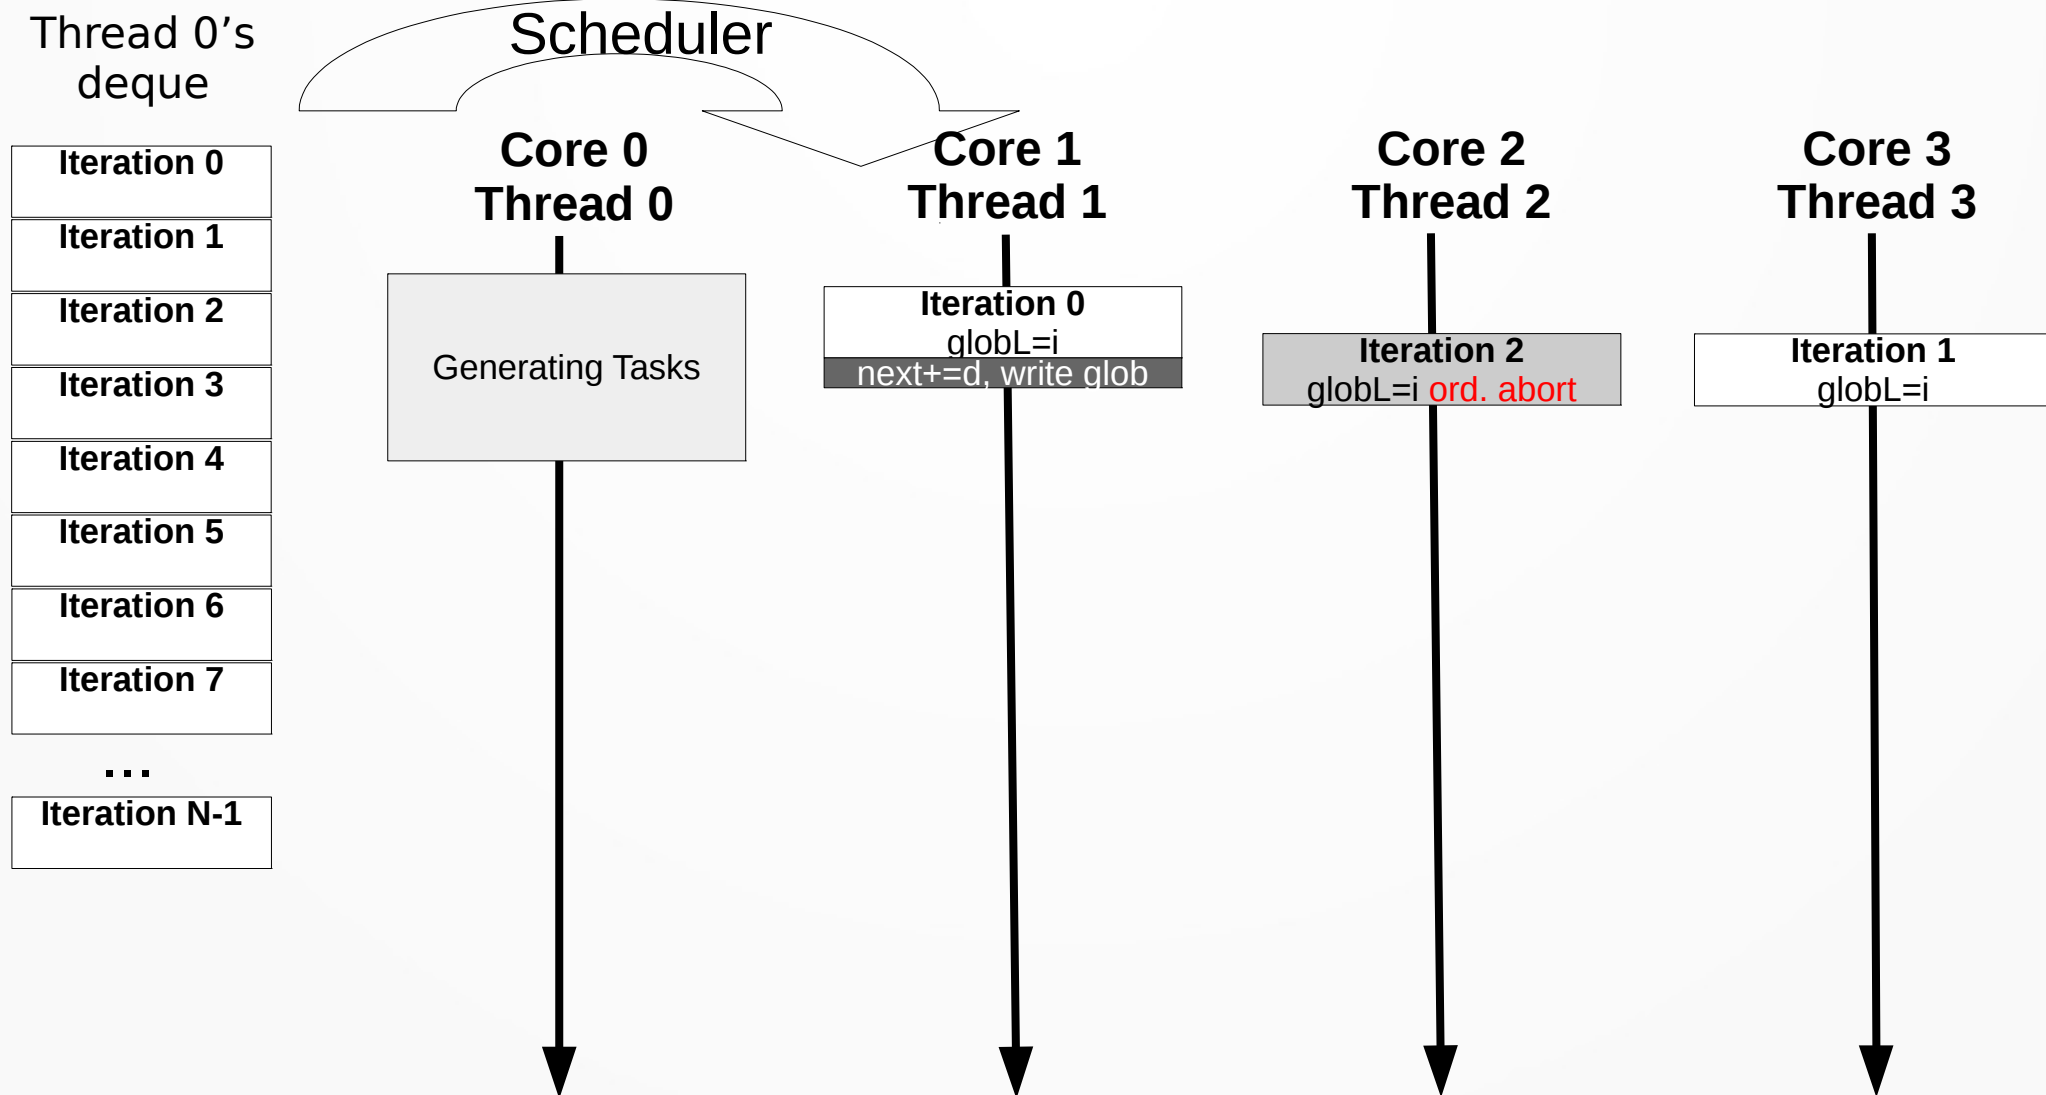 Thread 0’s
deque
Scheduler
Iteration 0
Iteration 1
Iteration 2
Iteration 3
Iteration 4
Iteration 5
Iteration 6
Iteration 7
...
Iteration N-1
Core 0
Thread 0
Generating Tasks
Core 1
Thread 1
Iteration 0
globL=i
next+=d, write glob
Core 2
Thread 2
Iteration 2
globL=i ord. abort
Core 3
Thread 3
Iteration 1
globL=i